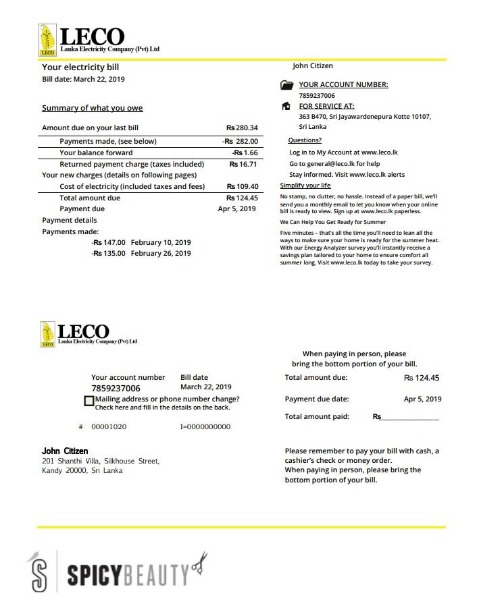 LECO
LECO
Lanka Electricity Company (Pvt) Ltd
Your electricity bill
Bill date: March 22, 2019
Summary of what you owe
Amount due on your last bill Rs 280.34
Payments made, (see below) -Rs 282.00
Your balance forward -Rs 1.66
Returned payment charge (taxes included) Rs 16.71
Your new charges (details on following pages)
Cost of electricity (included taxes and fees) Rs 109.40
Total amount due Rs 124.45
Payment due Apr 5, 2019
Payment details
Payments made:
-Rs 147.00 February 10, 2019
-Rs 135.00 February 26, 2019
John Citizen
YOUR ACCOUNT NUMBER:
7859237006
FOR SERVICE AT:
363 B470, Sri Jayawardenepura Kotte 10107,
Sri Lanka
Questions?
Log in to My Account at www.leco.lk
Go to general@leco.lk for help
Stay informed. Visit www.leco.lk alerts
Simplify your life
No stamp, no clutter, no hassle. Instead of a paper bill, we'll
send you a monthly email to let you know when your online
bill is ready to view. Sign up at www.leco.lk paperless.
We Can Help You Get Ready for Summer
Five minutes – that's all the time you'll need to lean all the
ways to make sure your home is ready for the summer heat.
With our Energy Analyzer survey you'll instantly receive a
savings plan tailored to your home to ensure comfort all
summer long. Visit www.leco.lk today to take your survey.
LECO
LECO
Lanka Electricity Company (Pvt) Ltd
Your account number Bill date
7859237006 March 22, 2019
Mailing address or phone number change?
Check here and fill in the details on the back.
# 00001020 I=0000000000
John Citizen
201 Shanthi Villa, Silkhouse Street,
Kandy 20000, Sri Lanka
When paying in person, please
bring the bottom portion of your bill.
Total amount due: Rs 124.45
Payment due date: Apr 5, 2019
Total amount paid: Rs______________
Please remember to pay your bill with cash, a
cashier's check or money order.
When paying in person, please bring the
bottom portion of your bill.
S SPICYBEAUTY